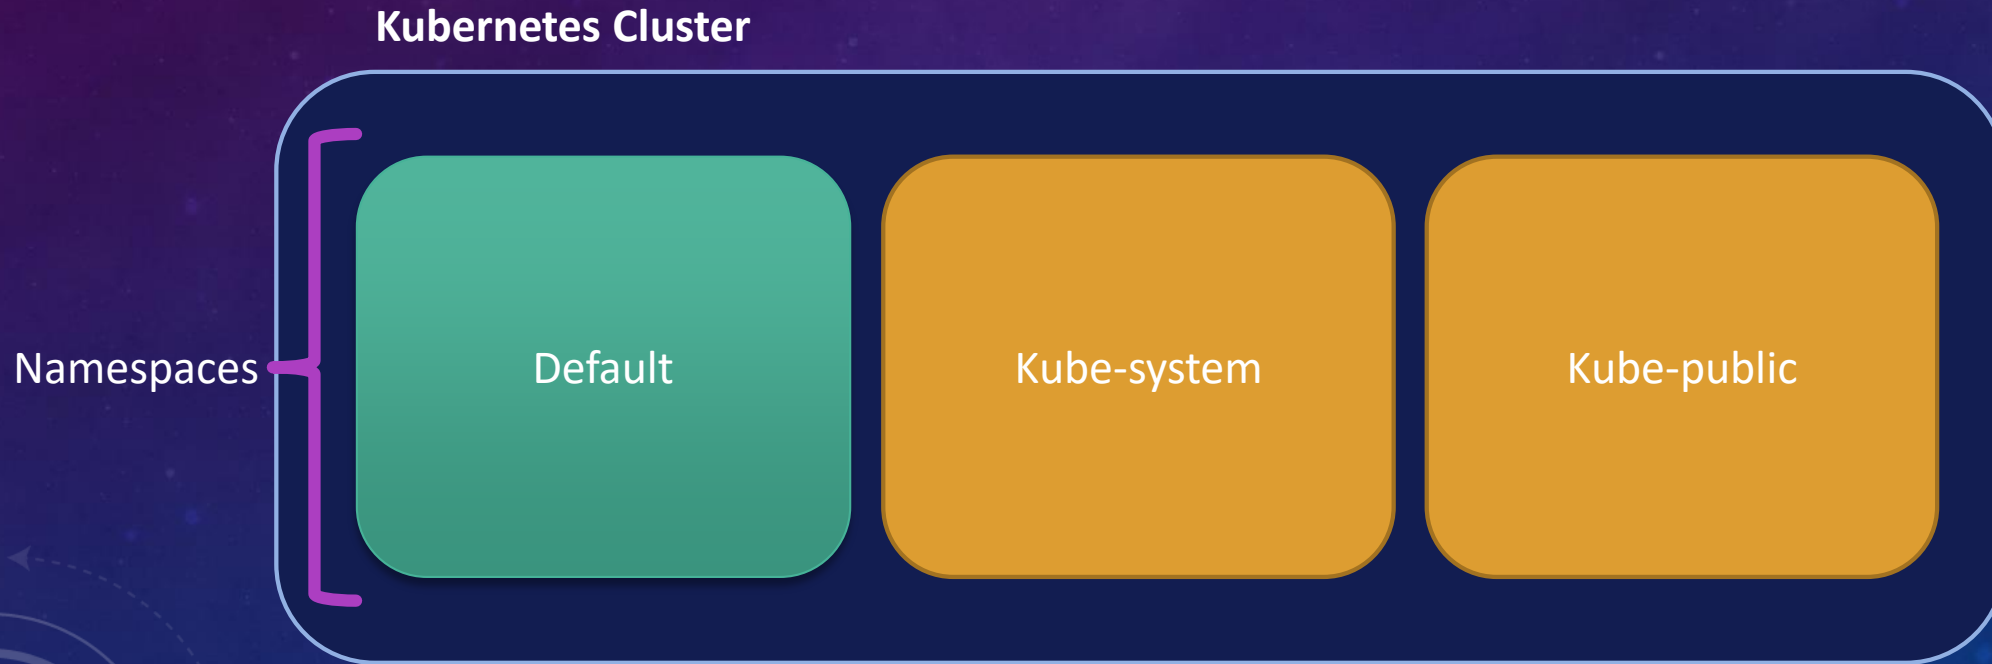 Kubernetes Cluster
Namespaces
Default
Kube-system
Kube-public